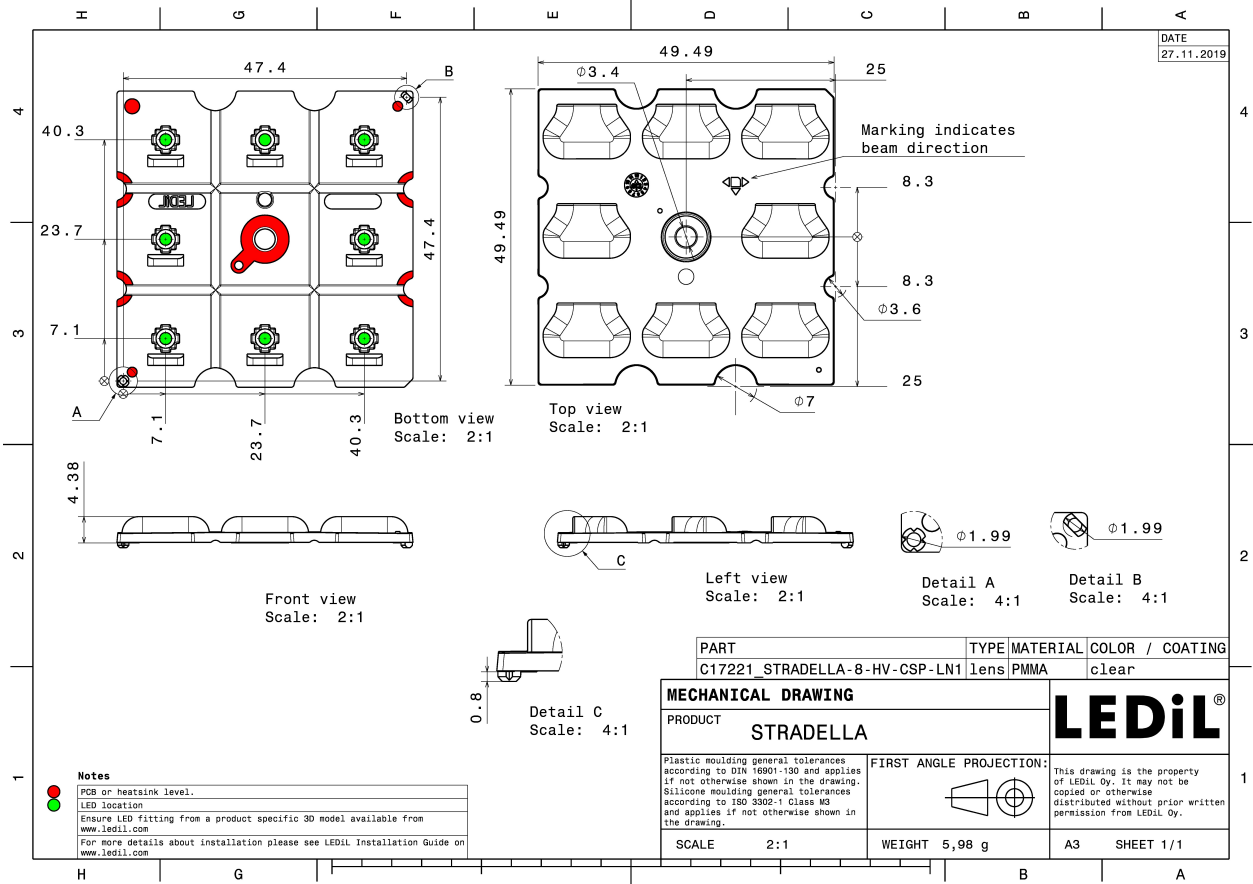 H G F E D C B A
DATE
27.11.2019
4
4
3
3
2
2
1
1
47.4
B
40.3
23.7
7.1
47.4
LEDiL
A
7.1
23.7
40.3
Bottom view
Scale: 2:1
49.49
⌀3.4
25
Marking indicates
beam direction
8.3
49.49
8.3
⌀3.6
25
⌀7
Top view
Scale: 2:1
4.38
Front view
Scale: 2:1
C
Left view
Scale: 2:1
⌀1.99
Detail A
Scale: 4:1
⌀1.99
Detail B
Scale: 4:1
0.8
Detail C
Scale: 4:1
PART TYPE MATERIAL COLOR / COATING
C17221_STRADELLA-8-HV-CSP-LN1 lens PMMA clear
MECHANICAL DRAWING
PRODUCT
STRADELLA
LEDiL®
Plastic moulding general tolerances
according to DIN 16901-130 and applies
if not otherwise shown in the drawing.
Silicone moulding general tolerances
according to ISO 3302-1 Class M3
and applies if not otherwise shown in
the drawing.
FIRST ANGLE PROJECTION:
This drawing is the property
of LEDiL Oy. It may not be
copied or otherwise
distributed without prior written
permission from LEDiL Oy.
SCALE 2:1
WEIGHT 5,98 g
A3 SHEET 1/1
Notes
PCB or heatsink level.
LED location
Ensure LED fitting from a product specific 3D model available from
www.ledil.com
For more details about installation please see LEDiL Installation Guide on
www.ledil.com
H G B A